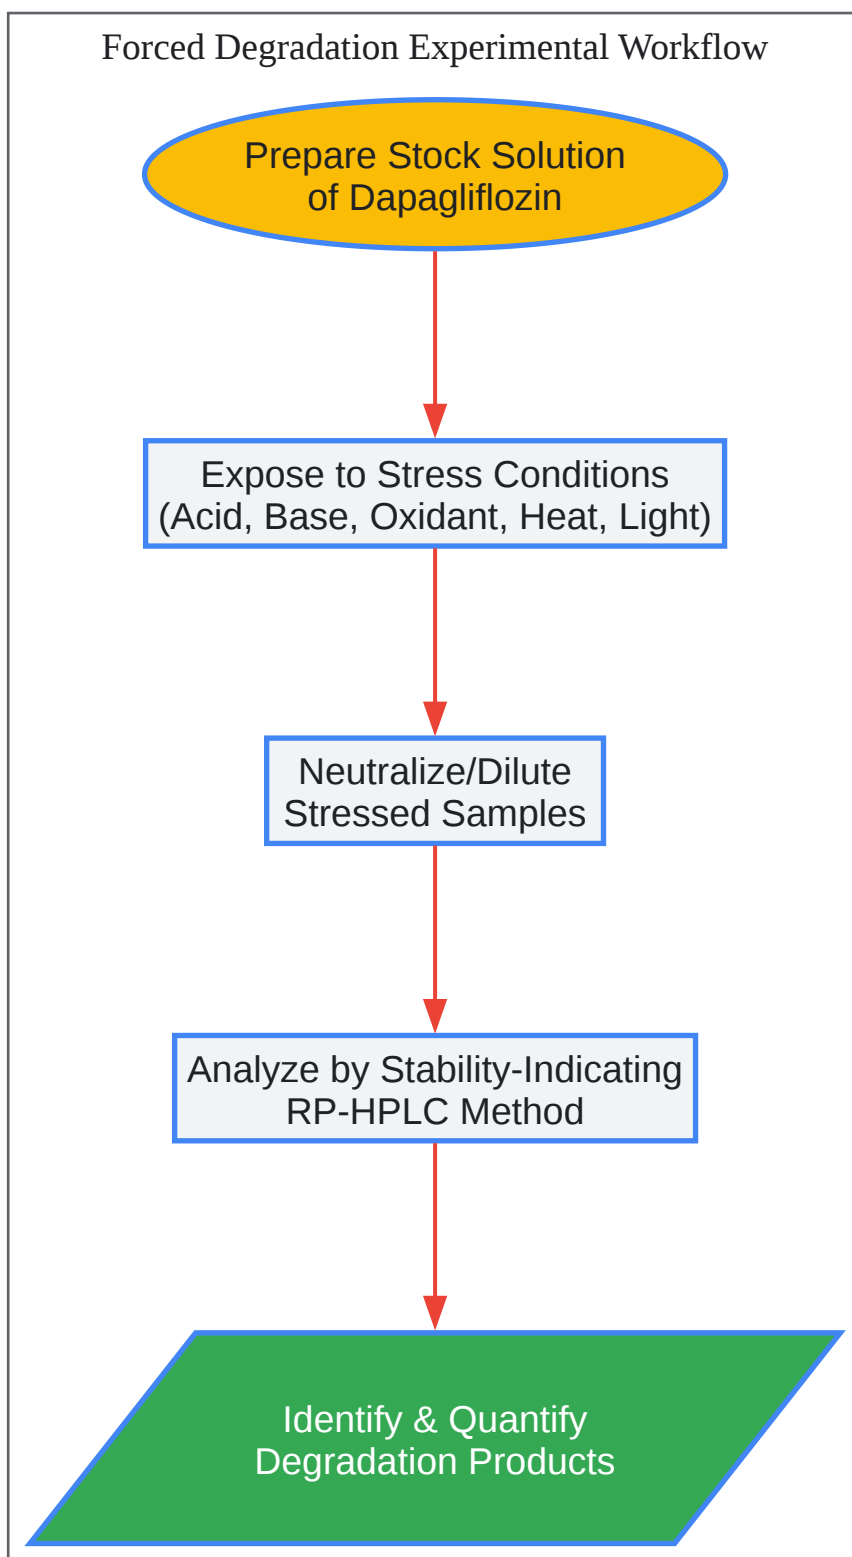 Forced Degradation Experimental Workflow
Prepare Stock Solution
of Dapagliflozin
Expose to Stress Conditions
(Acid, Base, Oxidant, Heat, Light)
Neutralize/Dilute
Stressed Samples
Analyze by Stability-Indicating
RP-HPLC Method
Identify & Quantify
Degradation Products